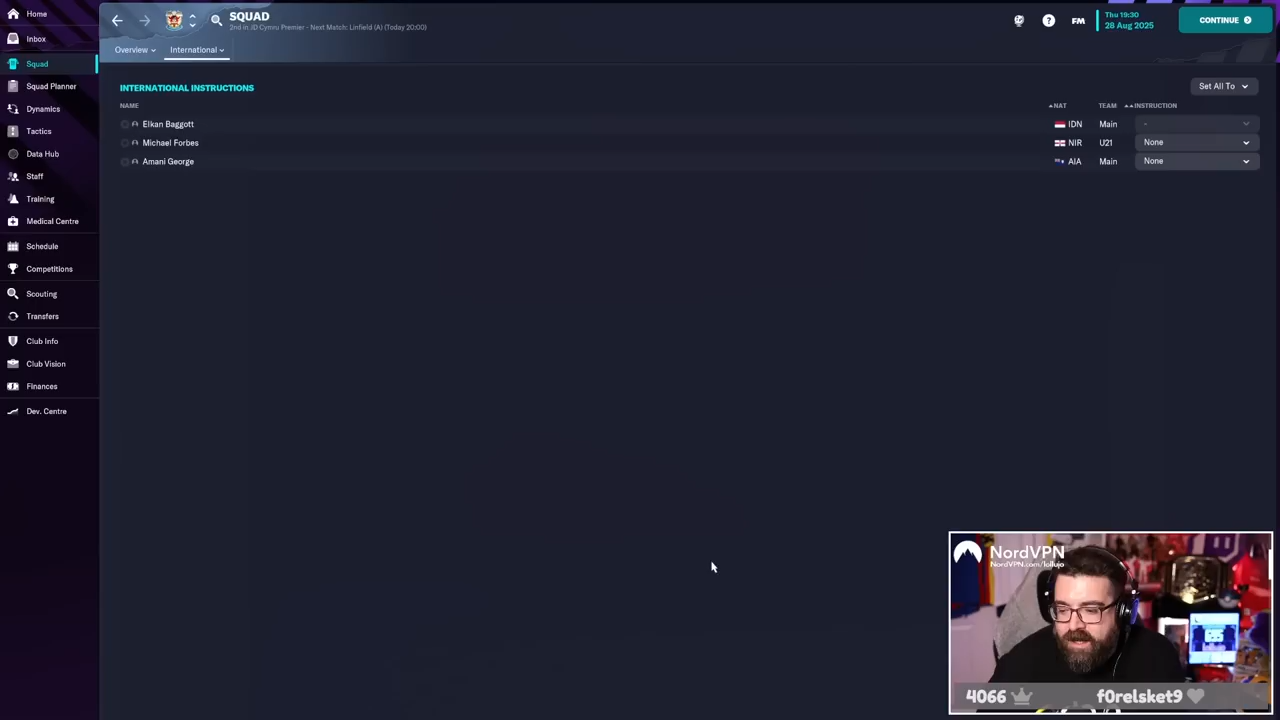 Home
Inbox
Squad
Squad Planner
Dynamics
Tactics
Data Hub
Staff
Training
Medical Centre
Schedule
Competitions
Scouting
Transfers
Club Info
Club Vision
Finances
Dev. Centre
SQUAD
2nd in JD Cymru Premier - Next Match: Linfield (A) (Today 20:00)
FM
Thu 19:30
28 Aug 2025
CONTINUE
Overview
International
INTERNATIONAL INSTRUCTIONS
Set All To
NAME NAT TEAM INSTRUCTION
Elkan Baggott IDN Main -
Michael Forbes NIR U21 None
Amani George AIA Main None
NordVPN
NordVPN.com/lollujo
4066 f0relsket9